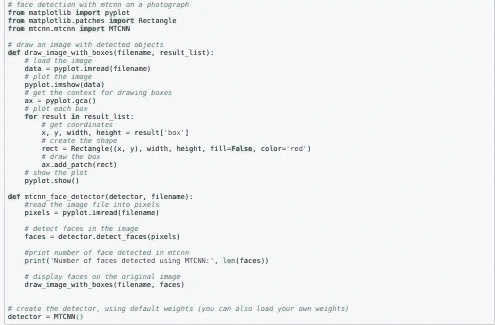 # face detection with mtcnn on a photograph
from matplotlib import pyplot
from matplotlib.patches import Rectangle
from mtcnn.mtcnn import MTCNN
# draw an image with detected objects
def draw_image_with_boxes(filename, result_list):
    # load the image
    data = pyplot.imread(filename)
    # plot the image
    pyplot.imshow(data)
    # get the context for drawing boxes
    ax = pyplot.gca()
    # plot each box
    for result in result_list:
        # get coordinates
        x, y, width, height = result['box']
        # create the shape
        rect = Rectangle((x, y), width, height, fill=False, color='red')
        # draw the box
        ax.add_patch(rect)
    # show the plot
    pyplot.show()
def mtcnn_face_detector(detector, filename):
    #read the image file into pixels
    pixels = pyplot.imread(filename)
    # detect faces in the image
    faces = detector.detect_faces(pixels)
    #print number of face detected in mtcnn
    print('Number of faces detected using MTCNN:', len(faces))
    # display faces on the original image
    draw_image_with_boxes(filename, faces)
# create the detector, using default weights (you can also load your own weights)
detector = MTCNN()